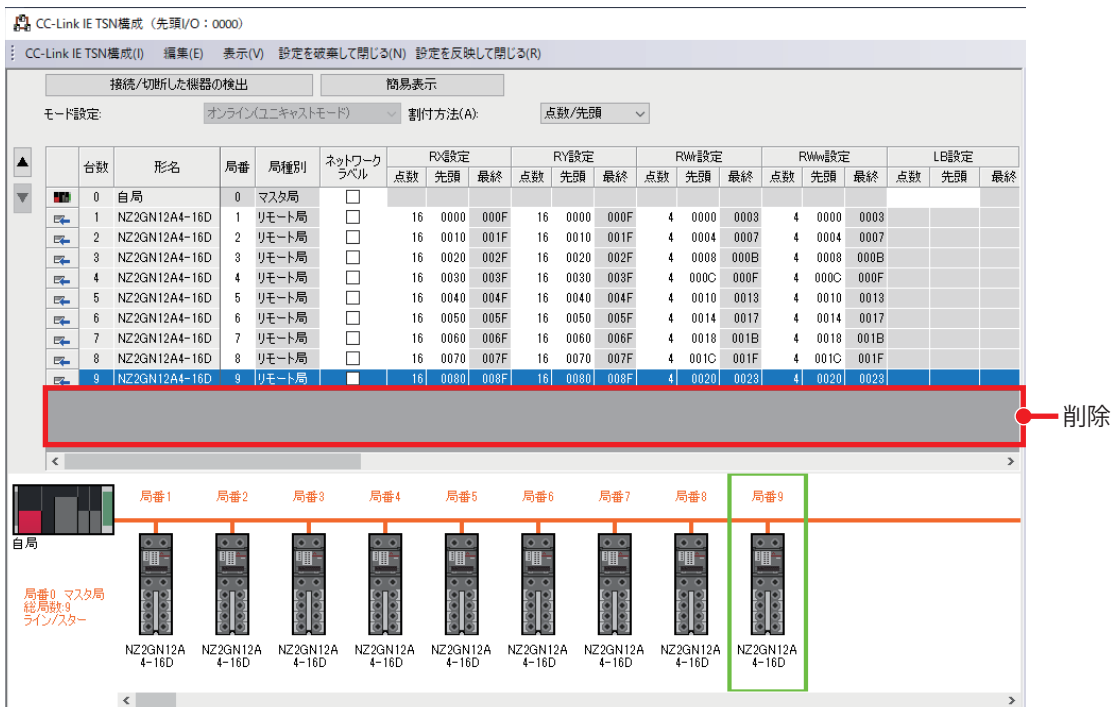 CC-Link IE TSN構成（先頭I/O：0000）
CC-Link IE TSN構成(I) 編集(E) 表示(V) 設定を破棄して閉じる(N) 設定を反映して閉じる(R)
接続/切断した機器の検出 簡易表示
モード設定: オンライン(ユニキャストモード) 割付方法(A): 点数/先頭
台数 形名 局番 局種別 ネットワークラベル RX設定 RY設定 RWr設定 RWw設定 LB設定
点数 先頭 最終 点数 先頭 最終 点数 先頭 最終 点数 先頭 最終 点数 先頭 最終
0 自局 0 マスタ局
1 NZ2GN12A4-16D 1 リモート局 16 0000 000F 16 0000 000F 4 0000 0003 4 0000 0003
2 NZ2GN12A4-16D 2 リモート局 16 0010 001F 16 0010 001F 4 0004 0007 4 0004 0007
3 NZ2GN12A4-16D 3 リモート局 16 0020 002F 16 0020 002F 4 0008 000B 4 0008 000B
4 NZ2GN12A4-16D 4 リモート局 16 0030 003F 16 0030 003F 4 000C 000F 4 000C 000F
5 NZ2GN12A4-16D 5 リモート局 16 0040 004F 16 0040 004F 4 0010 0013 4 0010 0013
6 NZ2GN12A4-16D 6 リモート局 16 0050 005F 16 0050 005F 4 0014 0017 4 0014 0017
7 NZ2GN12A4-16D 7 リモート局 16 0060 006F 16 0060 006F 4 0018 001B 4 0018 001B
8 NZ2GN12A4-16D 8 リモート局 16 0070 007F 16 0070 007F 4 001C 001F 4 001C 001F
9 NZ2GN12A4-16D 9 リモート局 16 0080 008F 16 0080 008F 4 0020 0023 4 0020 0023
削除
局番1 局番2 局番3 局番4 局番5 局番6 局番7 局番8 局番9
自局
局番0 マスタ局
総局数:9
ライン/スター
NZ2GN12A NZ2GN12A NZ2GN12A NZ2GN12A NZ2GN12A NZ2GN12A NZ2GN12A NZ2GN12A NZ2GN12A
4-16D 4-16D 4-16D 4-16D 4-16D 4-16D 4-16D 4-16D 4-16D